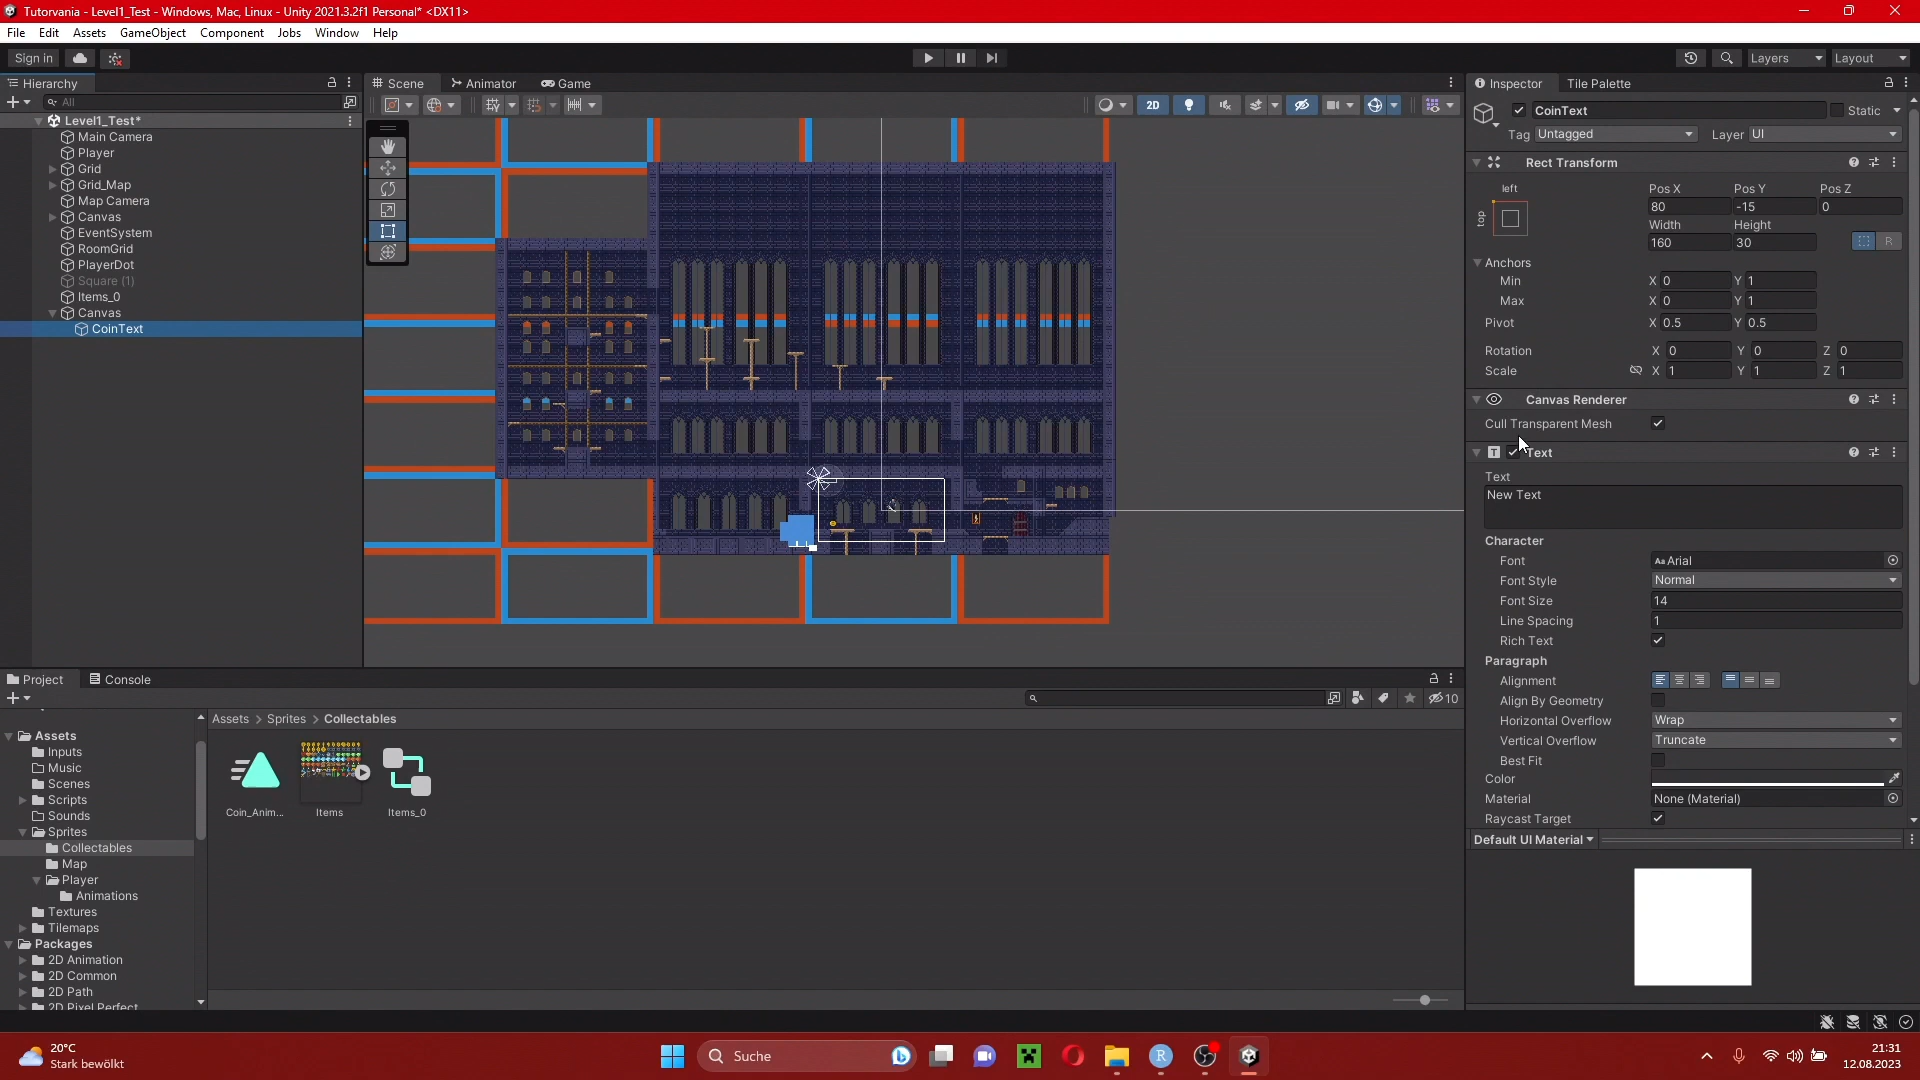 Tutorvania - Level1_Test - Windows, Mac, Linux - Unity 2021.3.2f1 Personal* <DX11>
File Edit Assets GameObject Component Jobs Window Help
Sign in Layers Layout
Hierarchy
All
Level1_Test*
Main Camera
Player
Grid
Grid_Map
Map Camera
Canvas
EventSystem
RoomGrid
PlayerDot
Square (1)
Items_0
Canvas
CoinText
Scene Animator Game
2D
Inspector Tile Palette
CoinText Static
Tag Untagged Layer UI
Rect Transform
left Pos X Pos Y Pos Z
top 80 -15 0
Width Height
160 30 R
Anchors
Min X 0 Y 1
Max X 0 Y 1
Pivot X 0.5 Y 0.5
Rotation X 0 Y 0 Z 0
Scale X 1 Y 1 Z 1
Canvas Renderer
Cull Transparent Mesh
T Text
Text
New Text
Character
Font Aa Arial
Font Style Normal
Font Size 14
Line Spacing 1
Rich Text
Paragraph
Alignment
Align By Geometry
Horizontal Overflow Wrap
Vertical Overflow Truncate
Best Fit
Color
Material None (Material)
Raycast Target
Default UI Material
Project Console
10
Assets
Inputs
Music
Scenes
Scripts
Sounds
Sprites
Collectables
Map
Player
Animations
Textures
Tilemaps
Packages
2D Animation
2D Common
2D Path
2D Pixel Perfect
Assets > Sprites > Collectables
Coin_Anim... Items Items_0
20°C
Stark bewölkt
Suche
R
21:31
12.08.2023